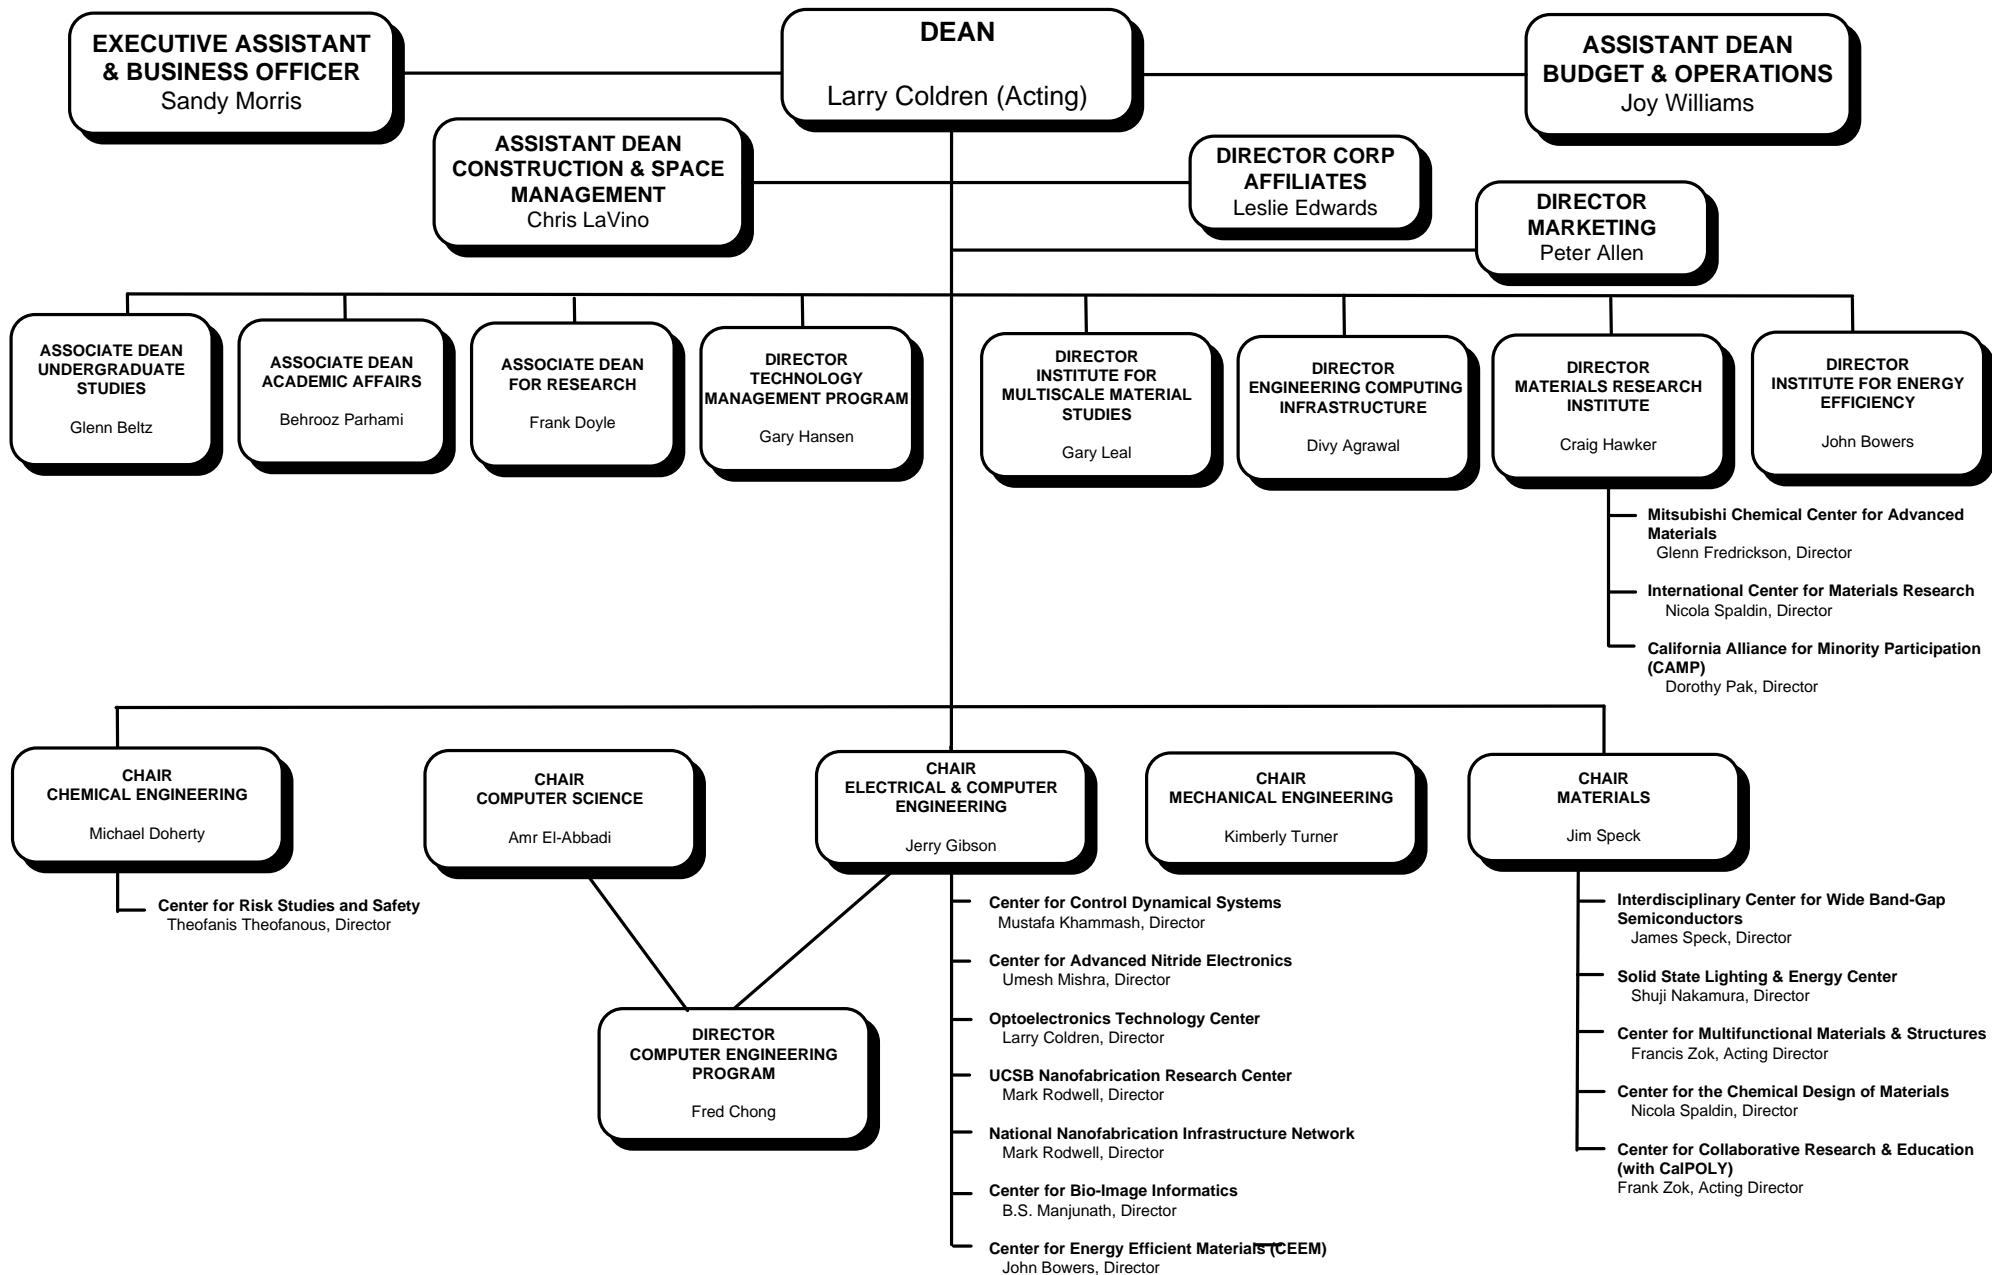 EXECUTIVE ASSISTANT
& BUSINESS OFFICER
Sandy Morris
DEAN
Larry Coldren (Acting)
ASSISTANT DEAN
BUDGET & OPERATIONS
Joy Williams
ASSISTANT DEAN
CONSTRUCTION & SPACE
MANAGEMENT
Chris LaVino
DIRECTOR CORP
AFFILIATES
Leslie Edwards
DIRECTOR
MARKETING
Peter Allen
ASSOCIATE DEAN
UNDERGRADUATE
STUDIES
Glenn Beltz
ASSOCIATE DEAN
ACADEMIC AFFAIRS
Behrooz Parhami
ASSOCIATE DEAN
FOR RESEARCH
Frank Doyle
DIRECTOR
TECHNOLOGY
MANAGEMENT PROGRAM
Gary Hansen
DIRECTOR
INSTITUTE FOR
MULTISCALE MATERIAL
STUDIES
Gary Leal
DIRECTOR
ENGINEERING COMPUTING
INFRASTRUCTURE
Divy Agrawal
DIRECTOR
MATERIALS RESEARCH
INSTITUTE
Craig Hawker
DIRECTOR
INSTITUTE FOR ENERGY
EFFICIENCY
John Bowers
Mitsubishi Chemical Center for Advanced
Materials
Glenn Fredrickson, Director
International Center for Materials Research
Nicola Spaldin, Director
California Alliance for Minority Participation
(CAMP)
Dorothy Pak, Director
CHAIR
CHEMICAL ENGINEERING
Michael Doherty
CHAIR
COMPUTER SCIENCE
Amr El-Abbadi
CHAIR
ELECTRICAL & COMPUTER
ENGINEERING
Jerry Gibson
CHAIR
MECHANICAL ENGINEERING
Kimberly Turner
CHAIR
MATERIALS
Jim Speck
Center for Risk Studies and Safety
Theofanis Theofanous, Director
DIRECTOR
COMPUTER ENGINEERING
PROGRAM
Fred Chong
Center for Control Dynamical Systems
Mustafa Khammash, Director
Center for Advanced Nitride Electronics
Umesh Mishra, Director
Optoelectronics Technology Center
Larry Coldren, Director
UCSB Nanofabrication Research Center
Mark Rodwell, Director
National Nanofabrication Infrastructure Network
Mark Rodwell, Director
Center for Bio-Image Informatics
B.S. Manjunath, Director
Center for Energy Efficient Materials (CEEM)
John Bowers, Director
Interdisciplinary Center for Wide Band-Gap
Semiconductors
James Speck, Director
Solid State Lighting & Energy Center
Shuji Nakamura, Director
Center for Multifunctional Materials & Structures
Francis Zok, Acting Director
Center for the Chemical Design of Materials
Nicola Spaldin, Director
Center for Collaborative Research & Education
(with CalPOLY)
Frank Zok, Acting Director